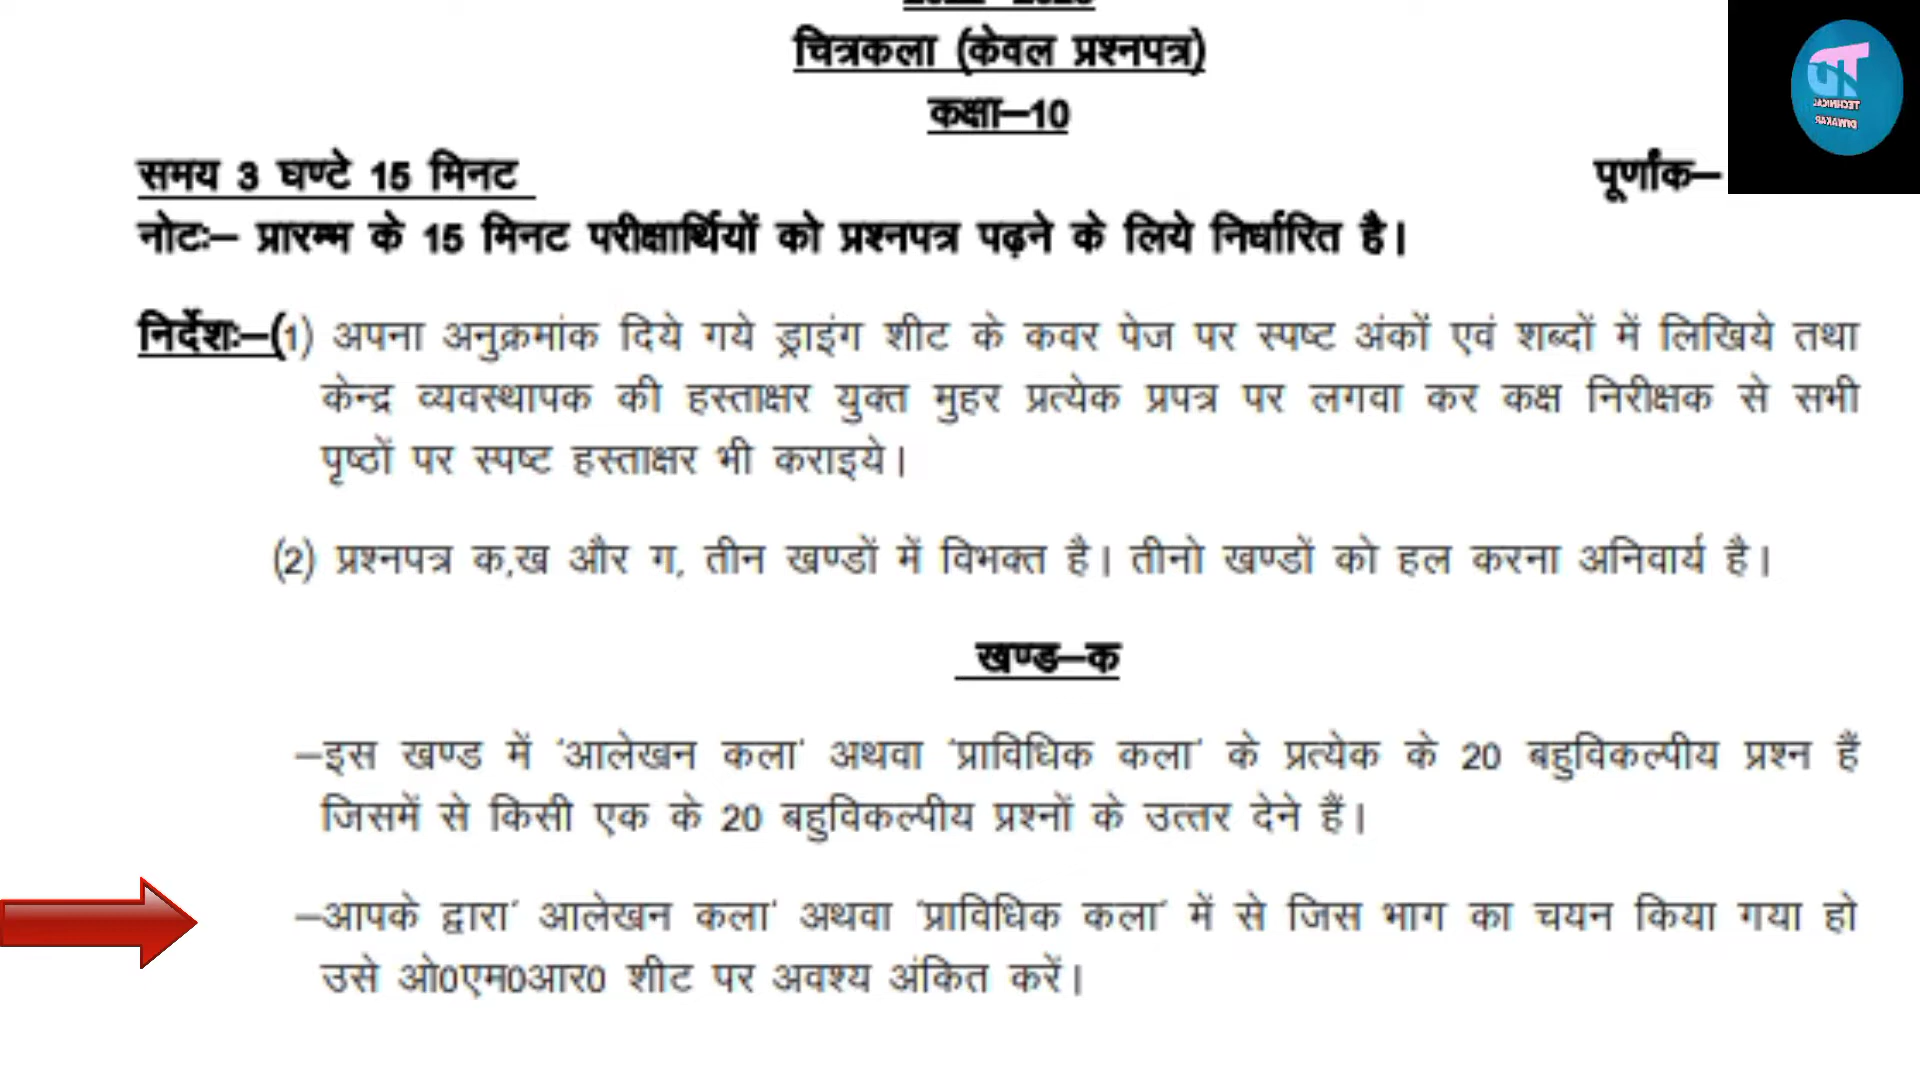 चित्रकला (केवल प्रश्नपत्र)
कक्षा–10
समय 3 घण्टे 15 मिनट पूर्णांक–
नोटः– प्रारम्भ के 15 मिनट परीक्षार्थियों को प्रश्नपत्र पढ़ने के लिये निर्धारित है।
निर्देशः–(1) अपना अनुक्रमांक दिये गये ड्राइंग शीट के कवर पेज पर स्पष्ट अंकों एवं शब्दों में लिखिये तथा
केन्द्र व्यवस्थापक की हस्ताक्षर युक्त मुहर प्रत्येक प्रपत्र पर लगवा कर कक्ष निरीक्षक से सभी
पृष्ठों पर स्पष्ट हस्ताक्षर भी कराइये।
(2) प्रश्नपत्र क,ख और ग, तीन खण्डों में विभक्त है। तीनो खण्डों को हल करना अनिवार्य है।
खण्ड–क
–इस खण्ड में 'आलेखन कला' अथवा 'प्राविधिक कला' के प्रत्येक के 20 बहुविकल्पीय प्रश्न हैं
जिसमें से किसी एक के 20 बहुविकल्पीय प्रश्नों के उत्तर देने हैं।
–आपके द्वारा' आलेखन कला' अथवा 'प्राविधिक कला' में से जिस भाग का चयन किया गया हो
उसे ओ0एम0आर0 शीट पर अवश्य अंकित करें।
TECHNICAL
DIWAKAR